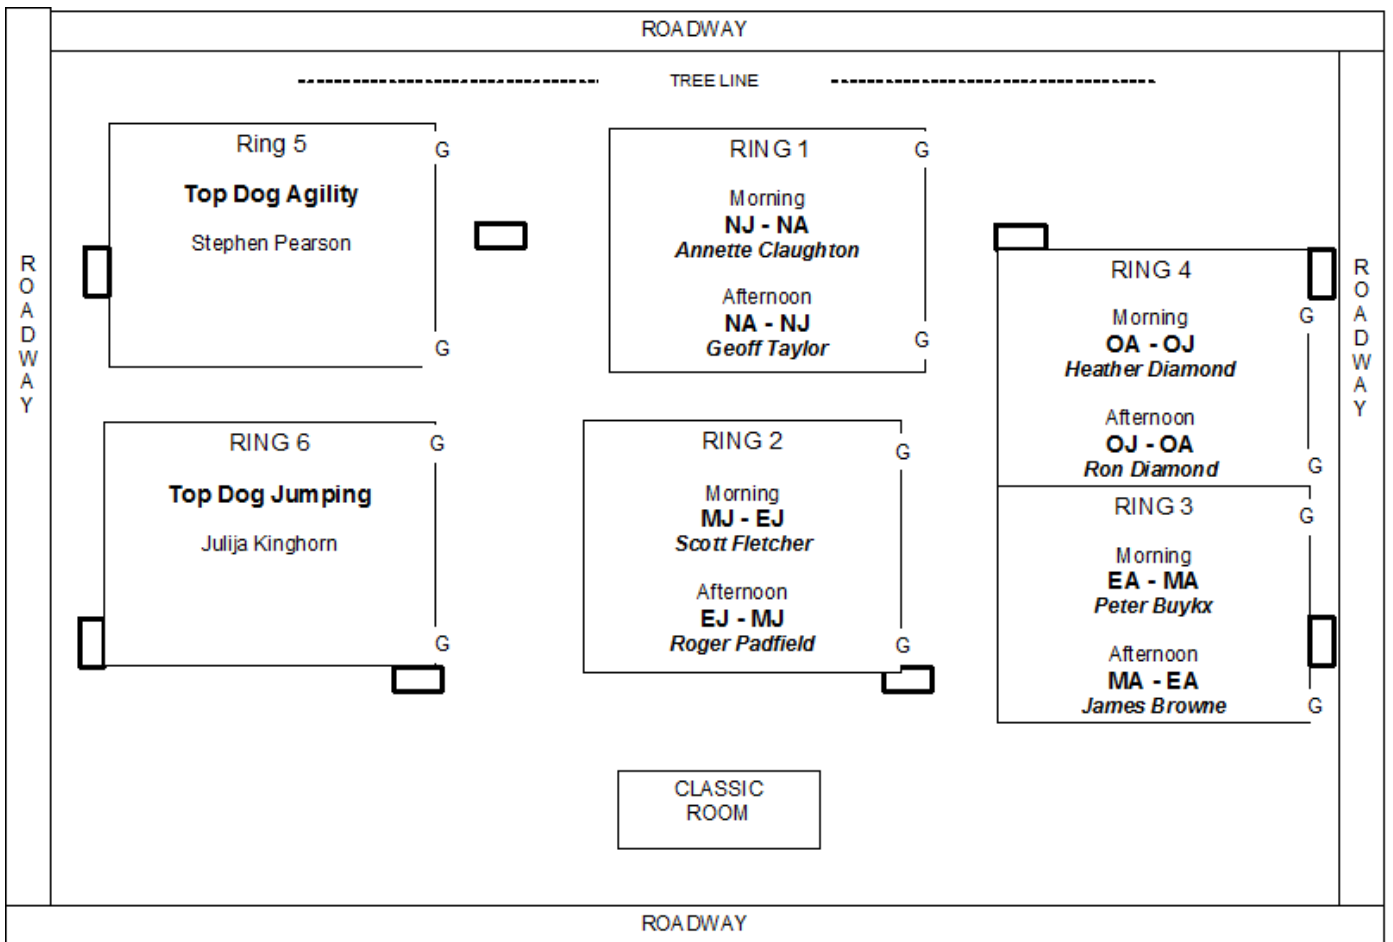 ROADWAY
TREE LINE
ROADWAY
Ring 5
G
Top Dog Agility
Stephen Pearson
G
RING 1
G
Morning
NJ - NA
Annette Claughton
Afternoon
NA - NJ
Geoff Taylor
G
RING 4
G
Morning
OA - OJ
Heather Diamond
Afternoon
OJ - OA
Ron Diamond
G
ROADWAY
RING 6
G
Top Dog Jumping
Julija Kinghorn
G
RING 2
G
Morning
MJ - EJ
Scott Fletcher
Afternoon
EJ - MJ
Roger Padfield
G
RING 3
G
Morning
EA - MA
Peter Buykx
Afternoon
MA - EA
James Browne
G
CLASSIC
ROOM
ROADWAY